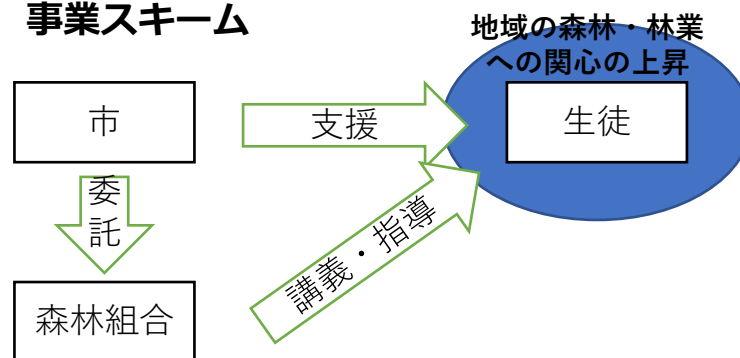 事業スキーム
地域の森林・林業
への関心の上昇
市
支援
生徒
委
託
講義・指導
森林組合